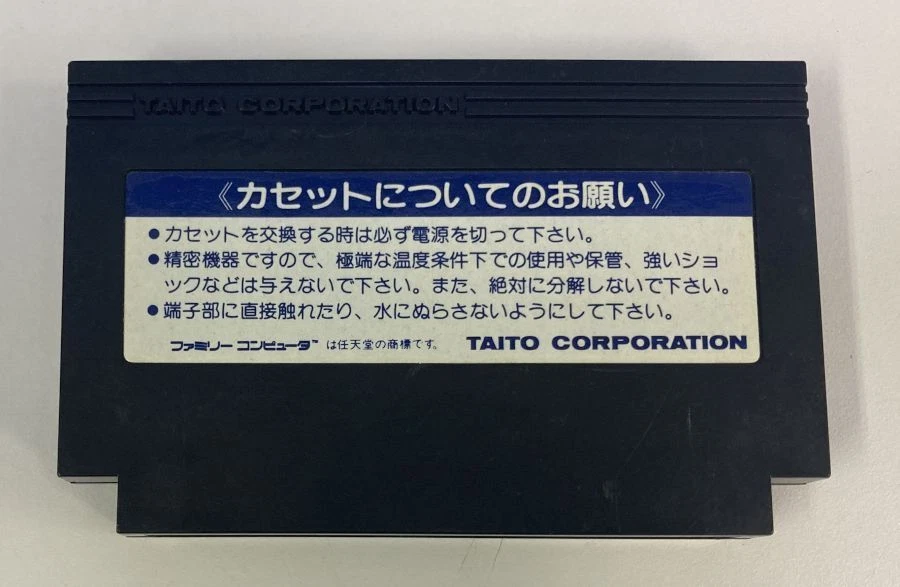 TAITO CORPORATION
《カセットについてのお願い》
●カセットを交換する時は必ず電源を切って下さい。
●精密機器ですので、極端な温度条件下での使用や保管、強いショ
ックなどは与えないで下さい。また、絶対に分解しないで下さい。
●端子部に直接触れたり、水にぬらさないようにして下さい。
ファミリーコンピュータ™ は任天堂の商標です。 TAITO CORPORATION